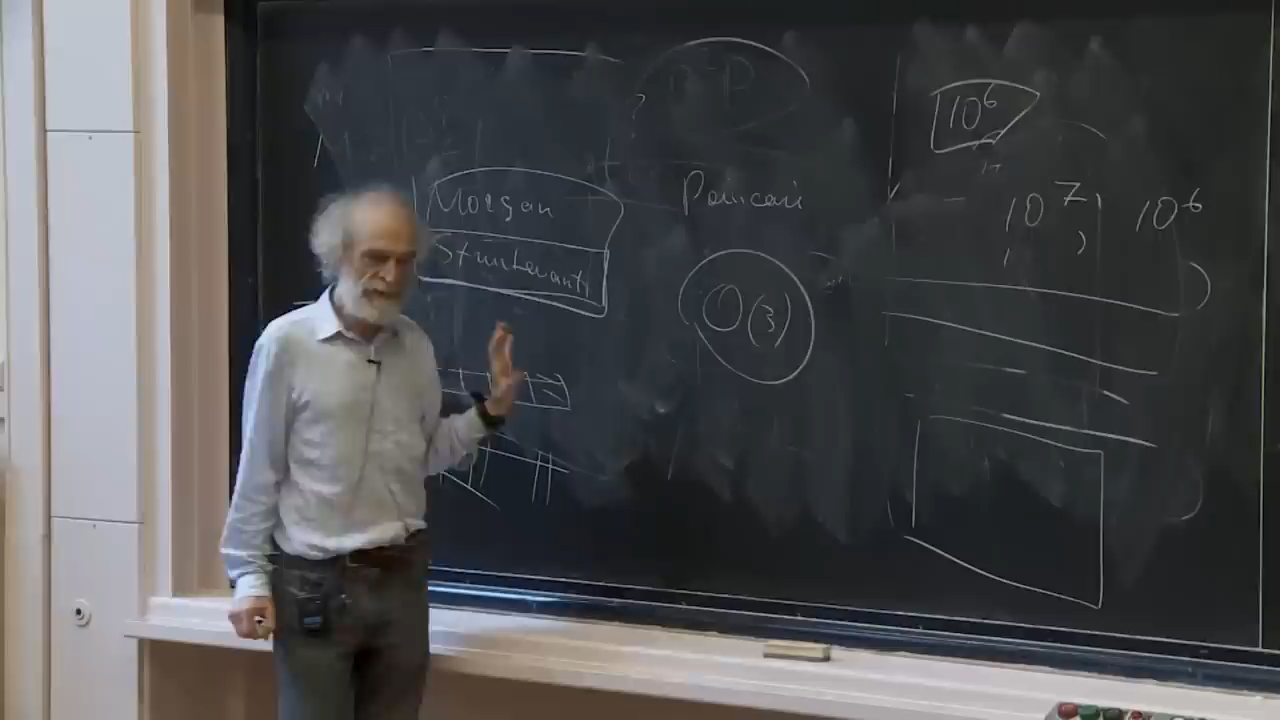 ?
10⁶
Morgan
Sturtevant
Poincaré
10⁷, 10⁶
O(3)